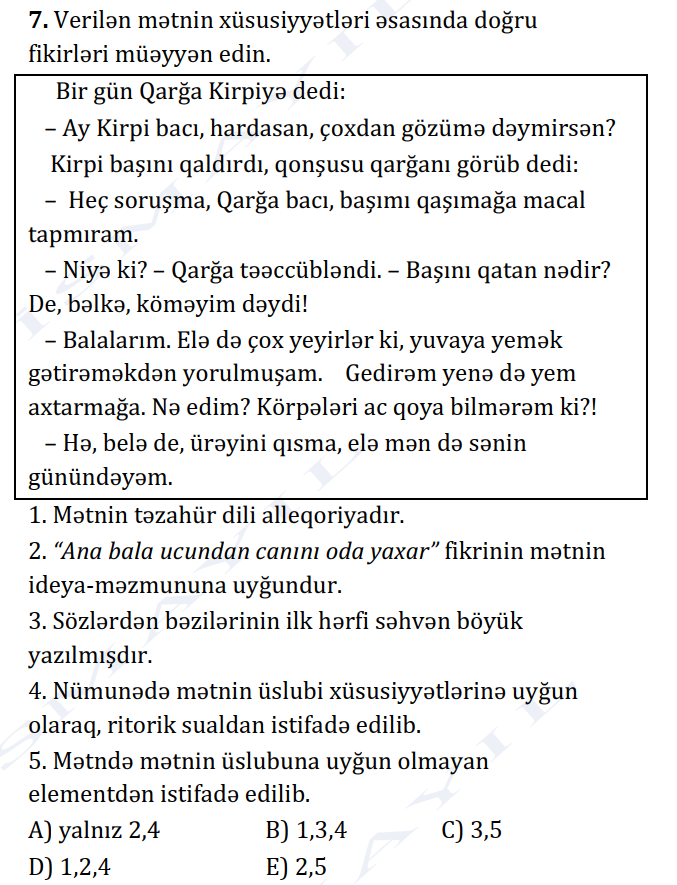 7. Verilən mətnin xüsusiyyətləri əsasında doğru
fikirləri müəyyən edin.
Bir gün Qarğa Kirpiyə dedi:
– Ay Kirpi bacı, hardasan, çoxdan gözümə dəymirsən?
Kirpi başını qaldırdı, qonşusu qarğanı görüb dedi:
– Heç soruşma, Qarğa bacı, başımı qaşımağa macal
tapmıram.
– Niyə ki? – Qarğa təəccübləndi. – Başını qatan nədir?
De, bəlkə, köməyim dəydi!
– Balalarım. Elə də çox yeyirlər ki, yuvaya yemək
gətirəməkdən yorulmuşam. Gedirəm yenə də yem
axtarmağa. Nə edim? Körpələri ac qoya bilmərəm ki?!
– Hə, belə de, ürəyini qısma, elə mən də sənin
günündəyəm.
1. Mətnin təzahür dili alleqoriyadır.
2. “Ana bala ucundan canını oda yaxar” fikrinin mətnin
ideya-məzmununa uyğundur.
3. Sözlərdən bəzilərinin ilk hərfi səhvən böyük
yazılmışdır.
4. Nümunədə mətnin üslubi xüsusiyyətlərinə uyğun
olaraq, ritorik sualdan istifadə edilib.
5. Mətndə mətnin üslubuna uyğun olmayan
elementdən istifadə edilib.
A) yalnız 2,4 B) 1,3,4 C) 3,5
D) 1,2,4 E) 2,5
ISMAYIL
ISMAYIL